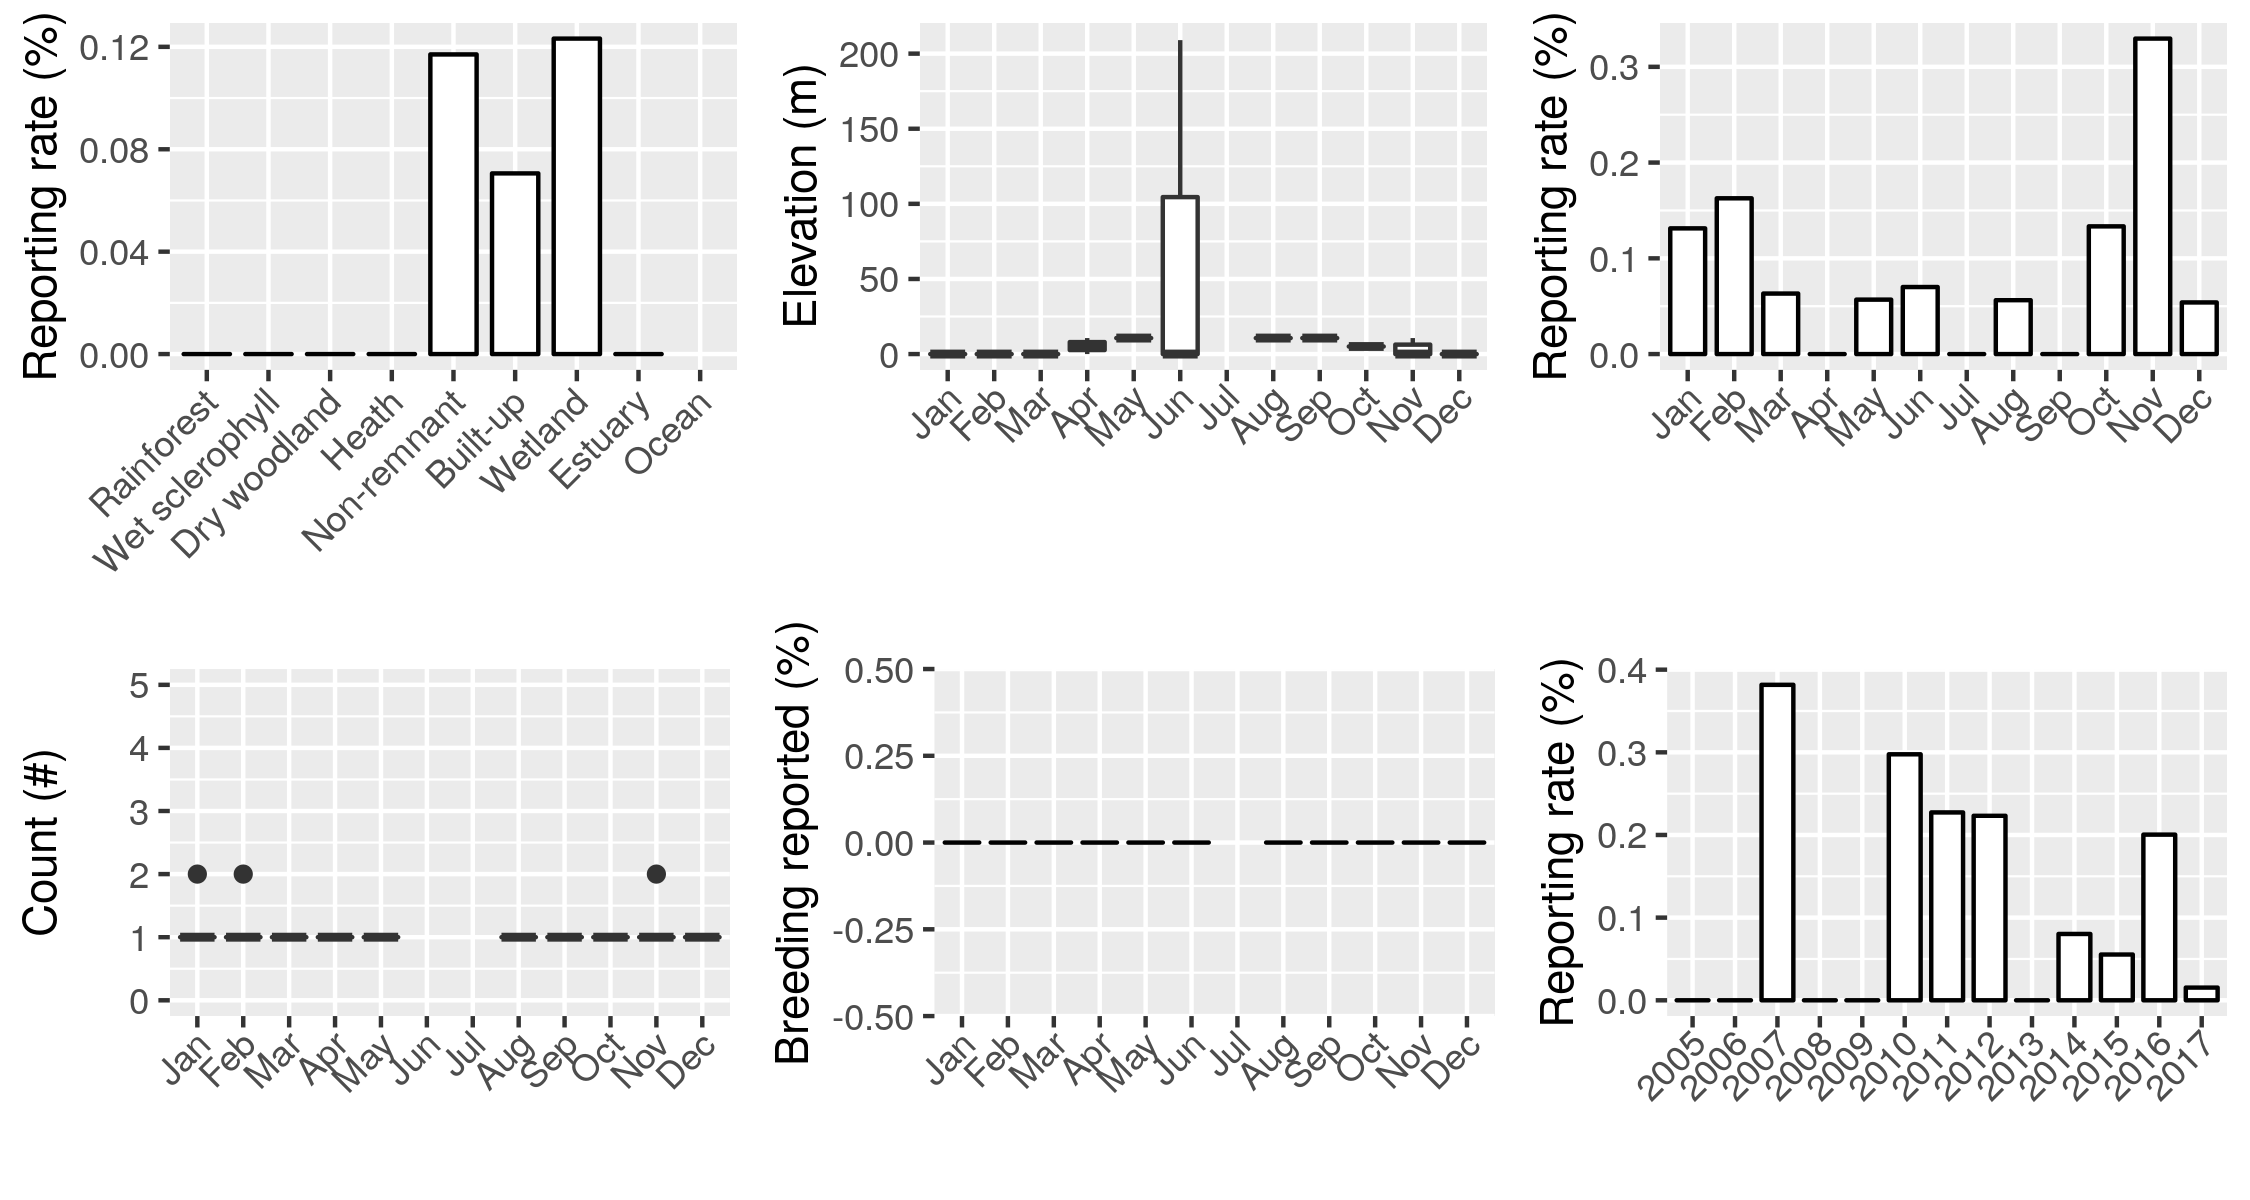 Reporting rate (%)
0.12
0.08
0.04
0.00
Rainforest
Wet sclerophyll
Dry woodland
Heath
Non-remnant
Built-up
Wetland
Estuary
Ocean
Elevation (m)
200
150
100
50
0
Jan Feb Mar Apr May Jun Jul Aug Sep Oct Nov Dec
Reporting rate (%)
0.3
0.2
0.1
0.0
Jan Feb Mar Apr May Jun Jul Aug Sep Oct Nov Dec
Count (#)
5
4
3
2
1
0
Jan Feb Mar Apr May Jun Jul Aug Sep Oct Nov Dec
Breeding reported (%)
0.50
0.25
0.00
-0.25
-0.50
Jan Feb Mar Apr May Jun Jul Aug Sep Oct Nov Dec
Reporting rate (%)
0.4
0.3
0.2
0.1
0.0
2005 2006 2007 2008 2009 2010 2011 2012 2013 2014 2015 2016 2017